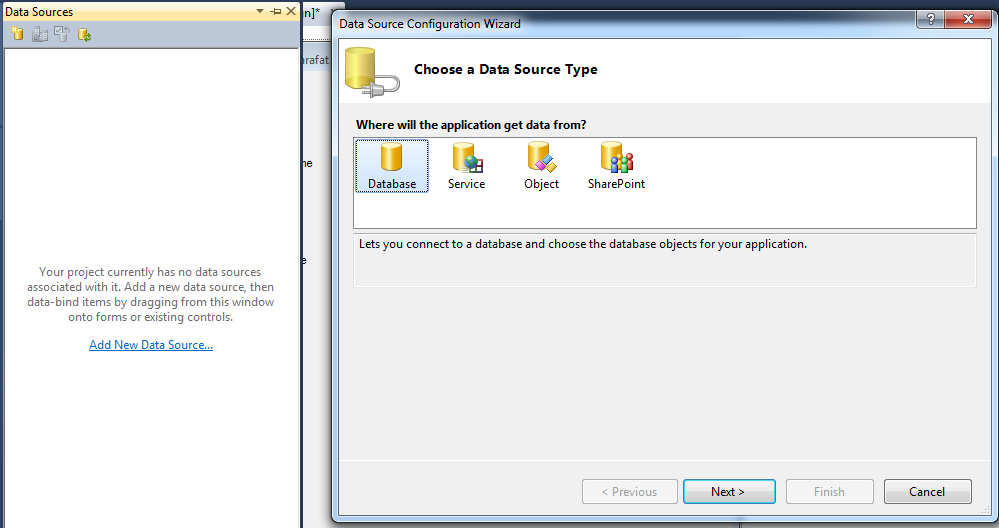 Data Sources
n]*
arafat
me
e
Your project currently has no data sources
associated with it. Add a new data source, then
data-bind items by dragging from this window
onto forms or existing controls.
Add New Data Source...
Data Source Configuration Wizard
?
Choose a Data Source Type
Where will the application get data from?
Database
Service
Object
SharePoint
Lets you connect to a database and choose the database objects for your application.
< Previous
Next >
Finish
Cancel